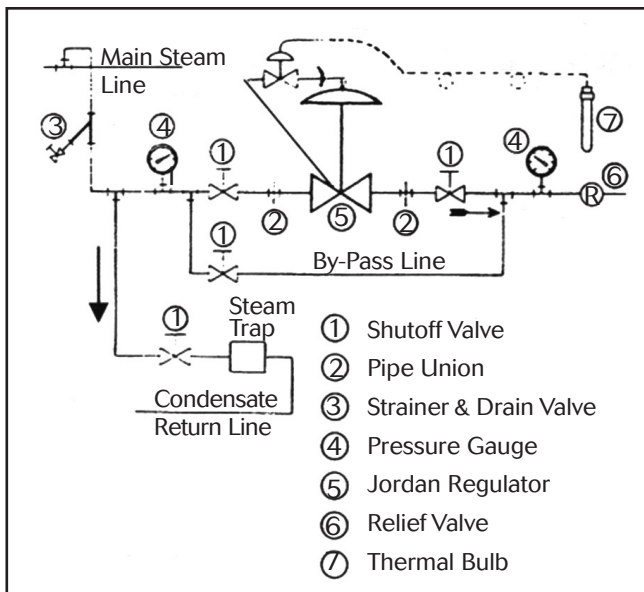 Main Steam
Line
③
④
①
④
⑦
①
②
⑤
②
R
⑥
①
By-Pass Line
①
Steam
Trap
Condensate
Return Line
① Shutoff Valve
② Pipe Union
③ Strainer & Drain Valve
④ Pressure Gauge
⑤ Jordan Regulator
⑥ Relief Valve
⑦ Thermal Bulb